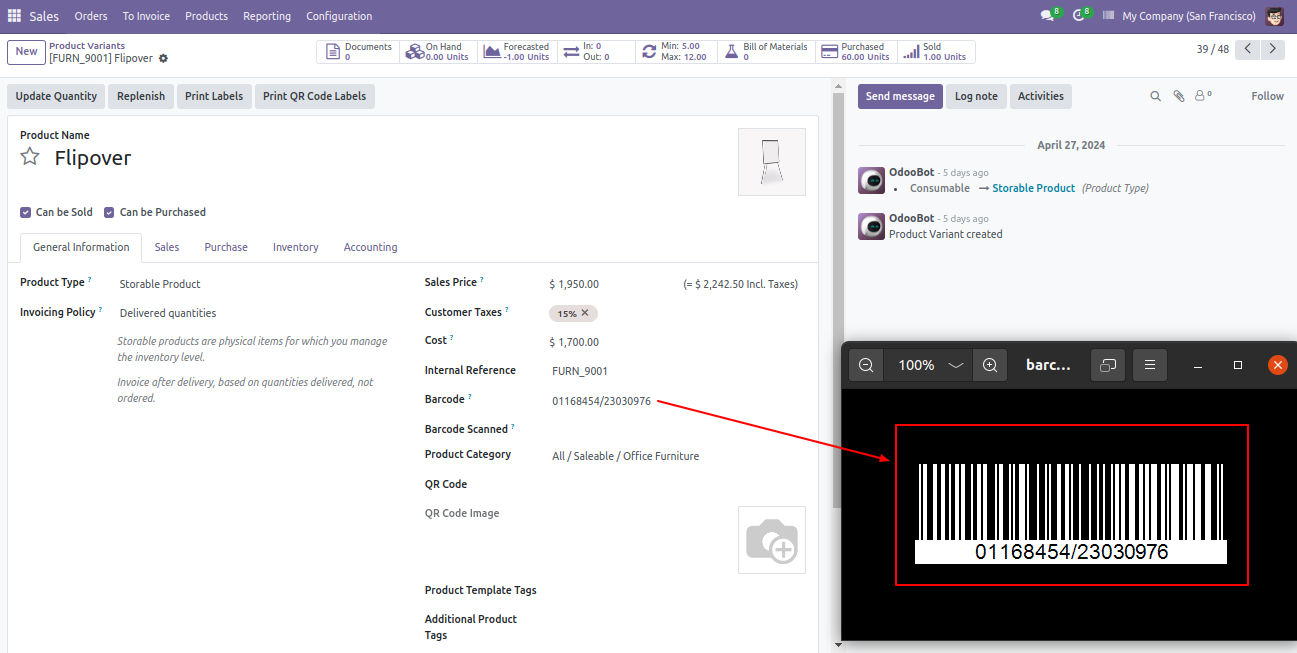 Sales Orders To Invoice Products Reporting Configuration 8 8 My Company (San Francisco)
New Product Variants
[FURN_9001] Flipover
Documents
0
On Hand
0.00 Units
Forecasted
-1.00 Units
In: 0
Out: 0
Min: 5.00
Max: 12.00
Bill of Materials
0
Purchased
60.00 Units
Sold
1.00 Units
39 / 48
Update Quantity Replenish Print Labels Print QR Code Labels
Product Name
Flipover
Can be Sold Can be Purchased
General Information Sales Purchase Inventory Accounting
Product Type ? Storable Product
Invoicing Policy ? Delivered quantities
Storable products are physical items for which you manage
the inventory level.
Invoice after delivery, based on quantities delivered, not
ordered.
Sales Price ? $ 1,950.00 (= $ 2,242.50 Incl. Taxes)
Customer Taxes ? 15% ✕
Cost ? $ 1,700.00
Internal Reference FURN_9001
Barcode ? 01168454/23030976
Barcode Scanned ?
Product Category All / Saleable / Office Furniture
QR Code
QR Code Image
Product Template Tags
Additional Product
Tags
Send message Log note Activities 0 Follow
April 27, 2024
OdooBot - 5 days ago
• Consumable → Storable Product (Product Type)
OdooBot - 5 days ago
Product Variant created
100% barc...
01168454/23030976